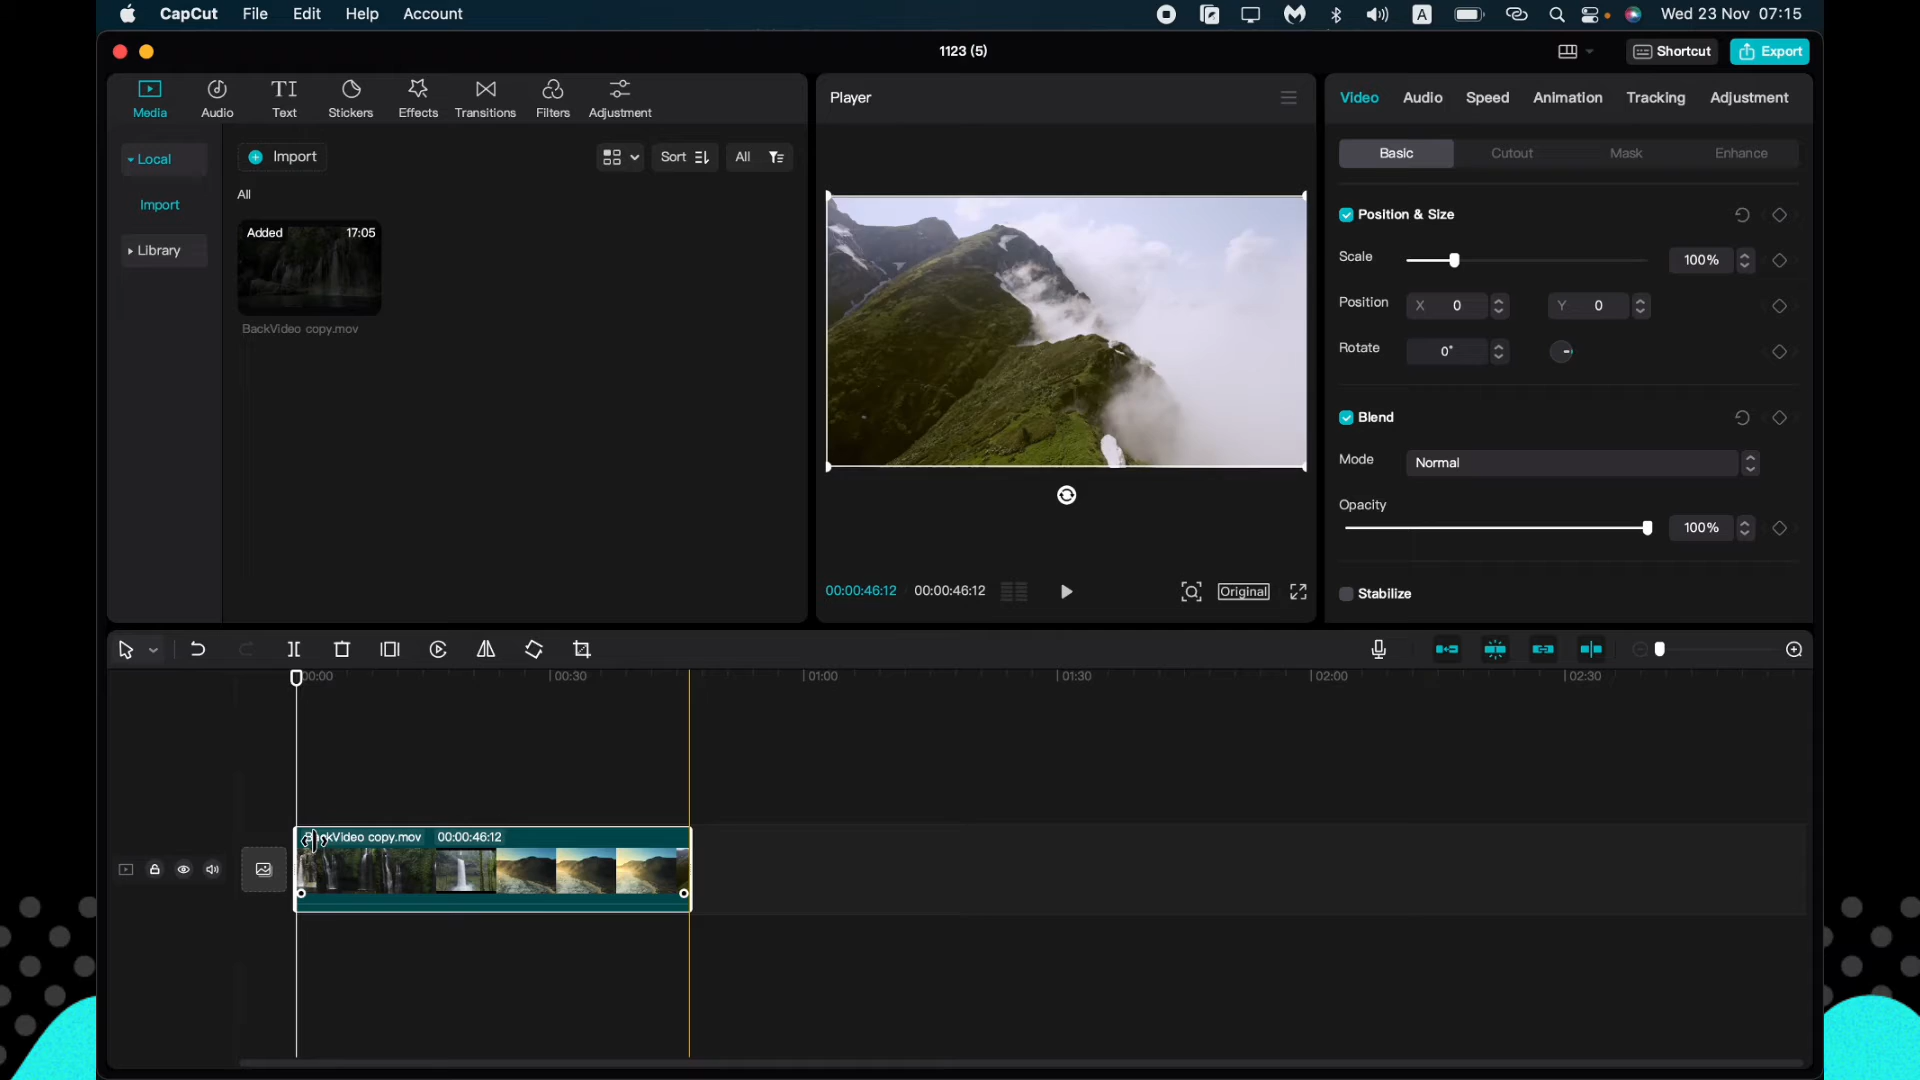 CapCut File Edit Help Account A Wed 23 Nov 07:15
1123 (5) Shortcut Export
Media Audio Text Stickers Effects Transitions Filters Adjustment
TI
Local
Import
Library
Import
Sort All
All
Added 17:05
BackVideo copy.mov
Player
00:00:46:12 00:00:46:12 Original
Video Audio Speed Animation Tracking Adjustment
Basic Cutout Mask Enhance
Position & Size
Scale 100%
Position X 0 Y 0
Rotate 0°
Blend
Mode Normal
Opacity
100%
Stabilize
00:00 00:30 01:00 01:30 02:00 02:30
copy.mov 00:00:46:12